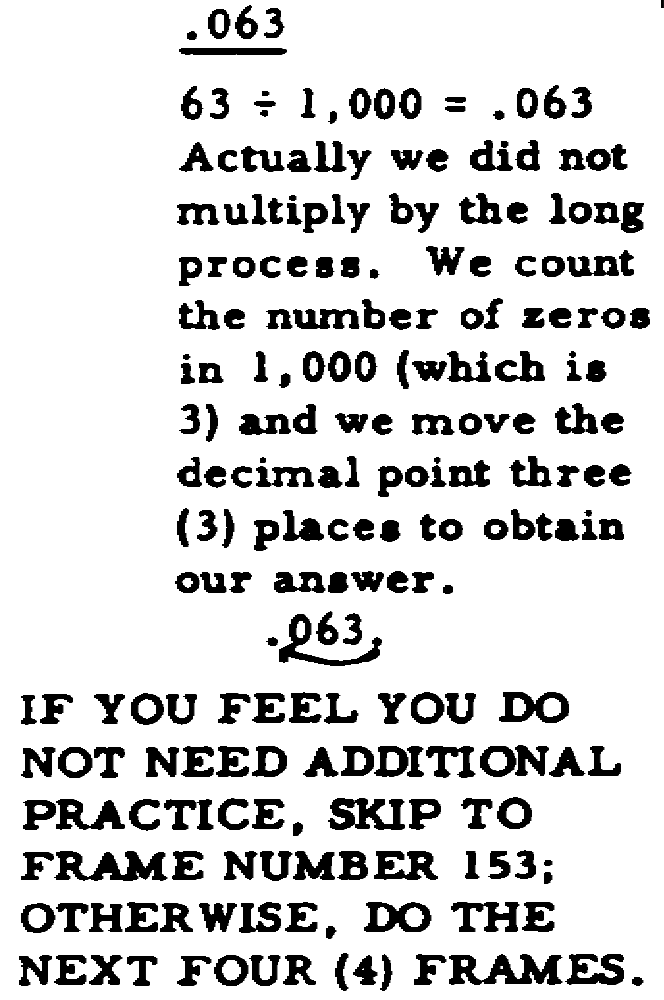 .063
63 ÷ 1,000 = .063
Actually we did not
multiply by the long
process. We count
the number of zeros
in 1,000 (which is
3) and we move the
decimal point three
(3) places to obtain
our answer.
.063.
IF YOU FEEL YOU DO
NOT NEED ADDITIONAL
PRACTICE, SKIP TO
FRAME NUMBER 153;
OTHERWISE, DO THE
NEXT FOUR (4) FRAMES.